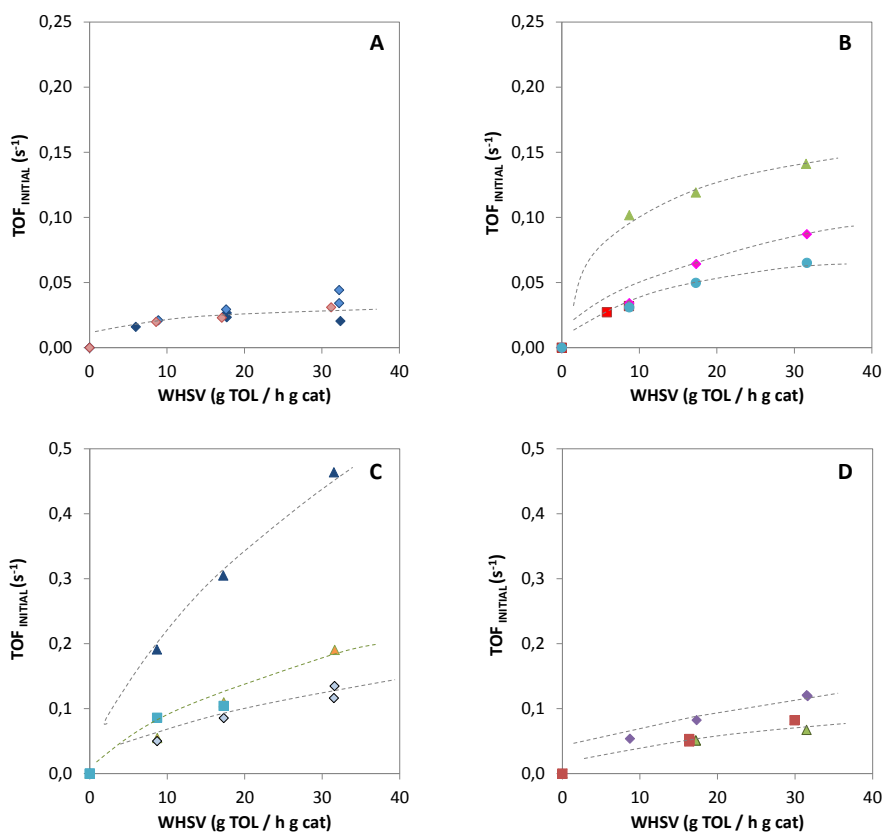 A
0,25
0,20
0,15
0,10
0,05
0,00
TOF INITIAL (s-1)
0 10 20 30 40
WHSV (g TOL / h g cat)
B
0,25
0,20
0,15
0,10
0,05
0,00
TOF INITIAL (s-1)
0 10 20 30 40
WHSV (g TOL / h g cat)
C
0,5
0,4
0,3
0,2
0,1
0,0
TOF INITIAL (s-1)
0 10 20 30 40
WHSV (g TOL / h g cat)
D
0,5
0,4
0,3
0,2
0,1
0,0
TOF INITIAL (s-1)
0 10 20 30 40
WHSV (g TOL / h g cat)